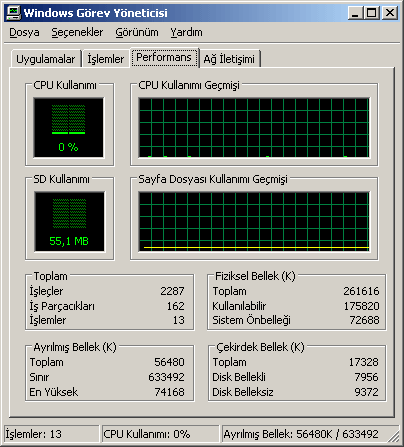 Windows Görev Yöneticisi
Dosya Seçenekler Görünüm Yardım
Uygulamalar İşlemler Performans Ağ İletişimi
CPU Kullanımı CPU Kullanımı Geçmişi
0 %
SD Kullanımı Sayfa Dosyası Kullanımı Geçmişi
55,1 MB
Toplam Fiziksel Bellek (K)
İşleçler 2287 Toplam 261616
İş Parçacıkları 162 Kullanılabilir 175820
İşlemler 13 Sistem Önbelleği 72688
Ayrılmış Bellek (K) Çekirdek Bellek (K)
Toplam 56480 Toplam 17328
Sınır 633492 Disk Bellekli 7956
En Yüksek 74168 Disk Belleksiz 9372
İşlemler: 13 CPU Kullanımı: 0% Ayrılmış Bellek: 56480K / 633492